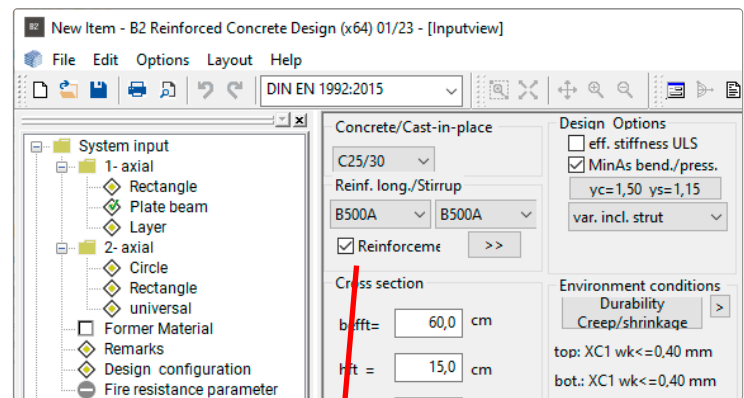 B2 New Item - B2 Reinforced Concrete Design (x64) 01/23 - [Inputview]
File Edit Options Layout Help
DIN EN 1992:2015
System input
1- axial
Rectangle
Plate beam
Layer
2- axial
Circle
Rectangle
universal
Former Material
Remarks
Design configuration
Fire resistance parameter
Concrete/Cast-in-place
C25/30
Reinf. long./Stirrup
B500A B500A
Reinforceme >>
Cross section
befft= 60,0 cm
hft = 15,0 cm
Design Options
eff. stiffness ULS
MinAs bend./press.
yc=1,50 ys=1,15
var. incl. strut
Environment conditions
Durability
Creep/shrinkage >
top: XC1 wk<=0,40 mm
bot.: XC1 wk<=0,40 mm